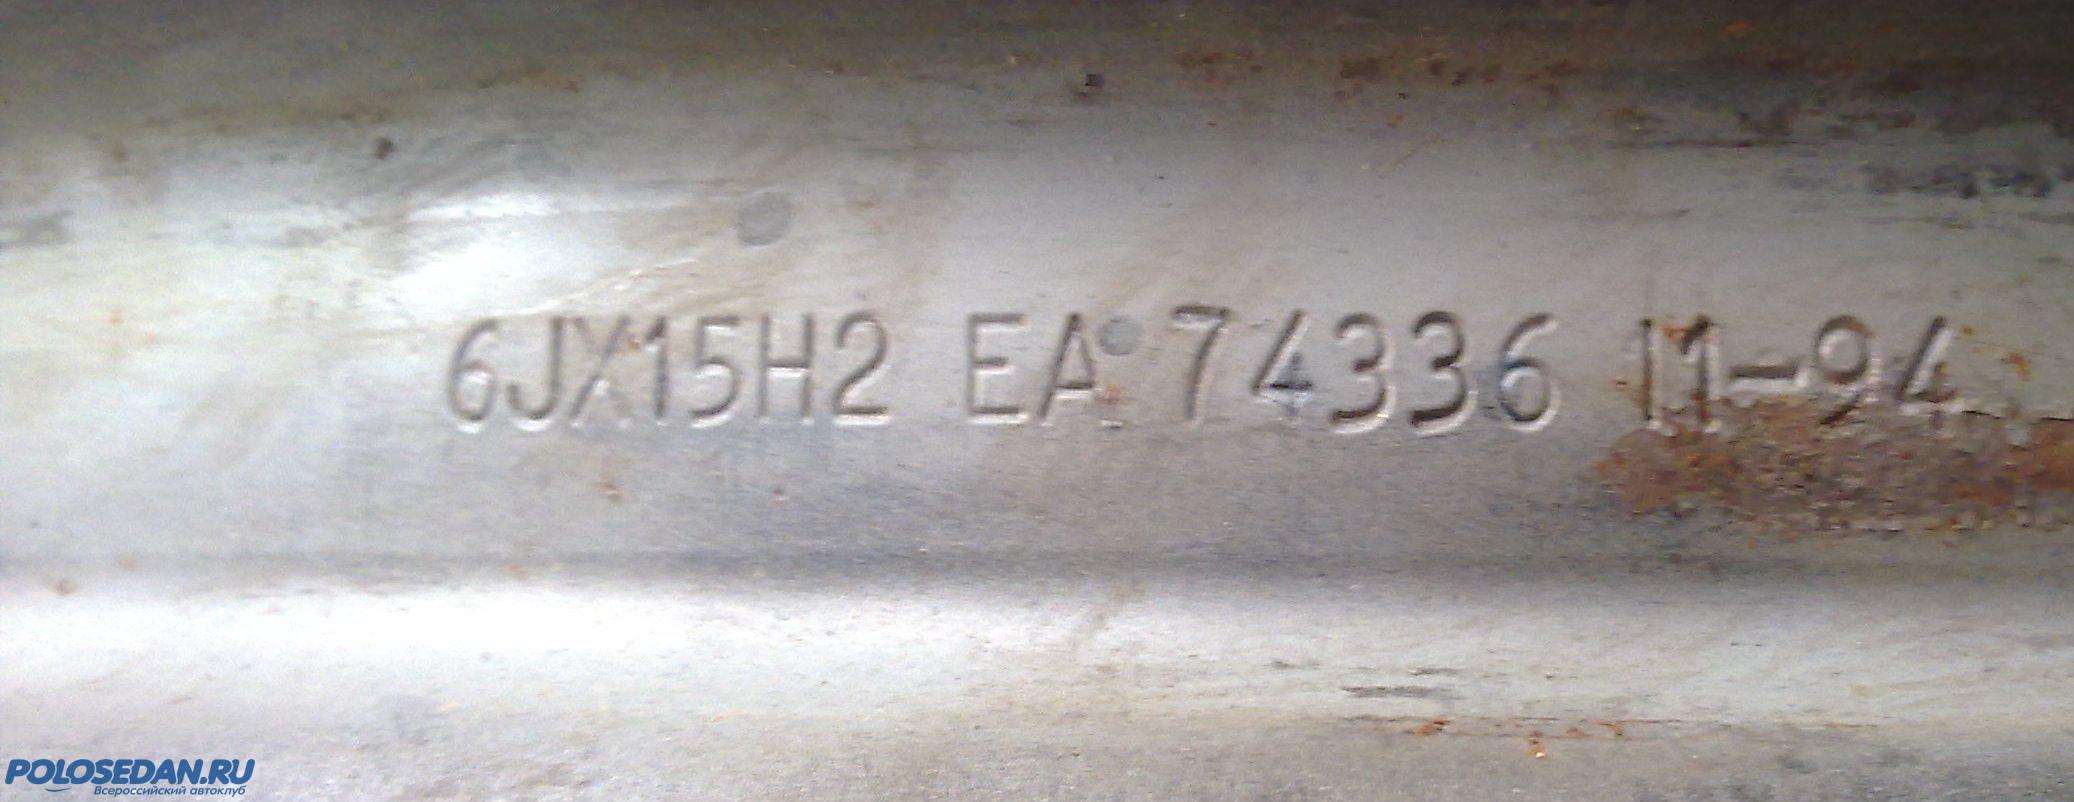 6JX15H2 EA 74336 11-94
POLOSEDAN.RU
Всероссийский автоклуб